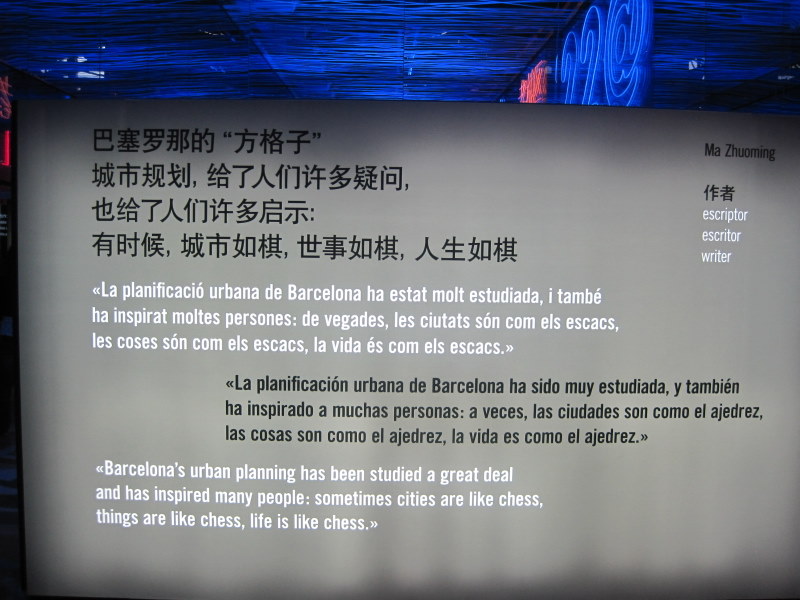 22@
巴塞罗那的 “方格子”
城市规划, 给了人们许多疑问,
也给了人们许多启示:
有时候, 城市如棋, 世事如棋, 人生如棋
Ma Zhuoming
作者
escriptor
escritor
writer
«La planificació urbana de Barcelona ha estat molt estudiada, i també
ha inspirat moltes persones: de vegades, les ciutats són com els escacs,
les coses són com els escacs, la vida és com els escacs.»
«La planificación urbana de Barcelona ha sido muy estudiada, y también
ha inspirado a muchas personas: a veces, las ciudades son como el ajedrez,
las cosas son como el ajedrez, la vida es como el ajedrez.»
«Barcelona's urban planning has been studied a great deal
and has inspired many people: sometimes cities are like chess,
things are like chess, life is like chess.»